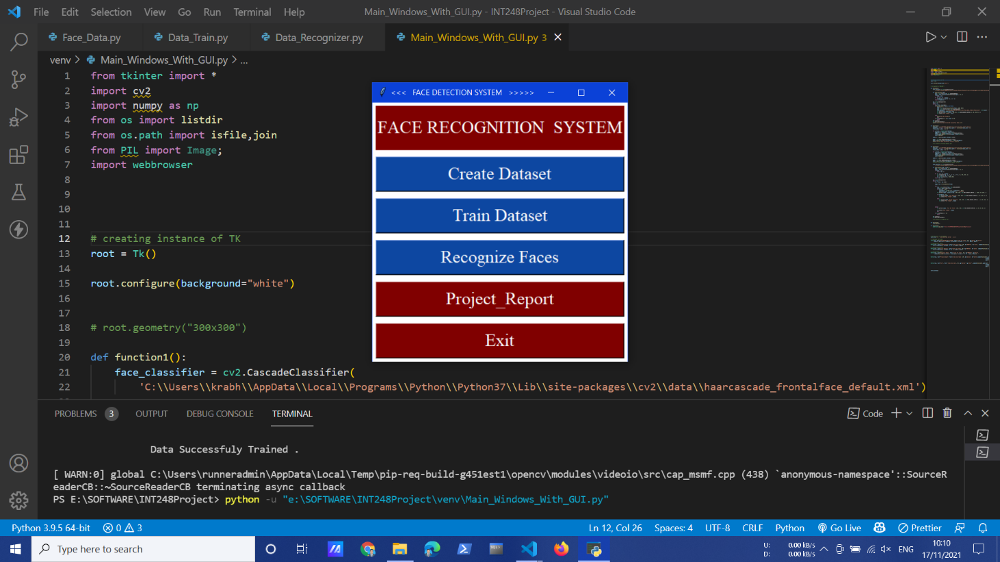 File Edit Selection View Go Run Terminal Help
Main_Windows_With_GUI.py - INT248Project - Visual Studio Code
Face_Data.py
Data_Train.py
Data_Recognizer.py
Main_Windows_With_GUI.py 3
venv > Main_Windows_With_GUI.py > ...
1 from tkinter import *
2 import cv2
3 import numpy as np
4 from os import listdir
5 from os.path import isfile,join
6 from PIL import Image;
7 import webbrowser
8
9
10
11
12 # creating instance of TK
13 root = Tk()
14
15 root.configure(background="white")
16
17
18 # root.geometry("300x300")
19
20 def function1():
21 face_classifier = cv2.CascadeClassifier(
22 'C:\\Users\\krabh\\AppData\\Local\\Programs\\Python\\Python37\\Lib\\site-packages\\cv2\\data\\haarcascade_frontalface_default.xml')
<<< FACE DETECTION SYSTEM >>>>>
FACE RECOGNITION SYSTEM
Create Dataset
Train Dataset
Recognize Faces
Project_Report
Exit
PROBLEMS 3 OUTPUT DEBUG CONSOLE TERMINAL
Code
Data Successfuly Trained .
[ WARN:0] global C:\Users\runneradmin\AppData\Local\Temp\pip-req-build-g451est1\opencv\modules\videoio\src\cap_msmf.cpp (438) `anonymous-namespace'::SourceR
eaderCB::~SourceReaderCB terminating async callback
PS E:\SOFTWARE\INT248Project> python -u "e:\SOFTWARE\INT248Project\venv\Main_Windows_With_GUI.py"
Python 3.9.5 64-bit 0 3
Ln 12, Col 26 Spaces: 4 UTF-8 CRLF Python Go Live Prettier
Type here to search
U: 0.00 kB/s
D: 0.00 kB/s
ENG
10:10
17/11/2021